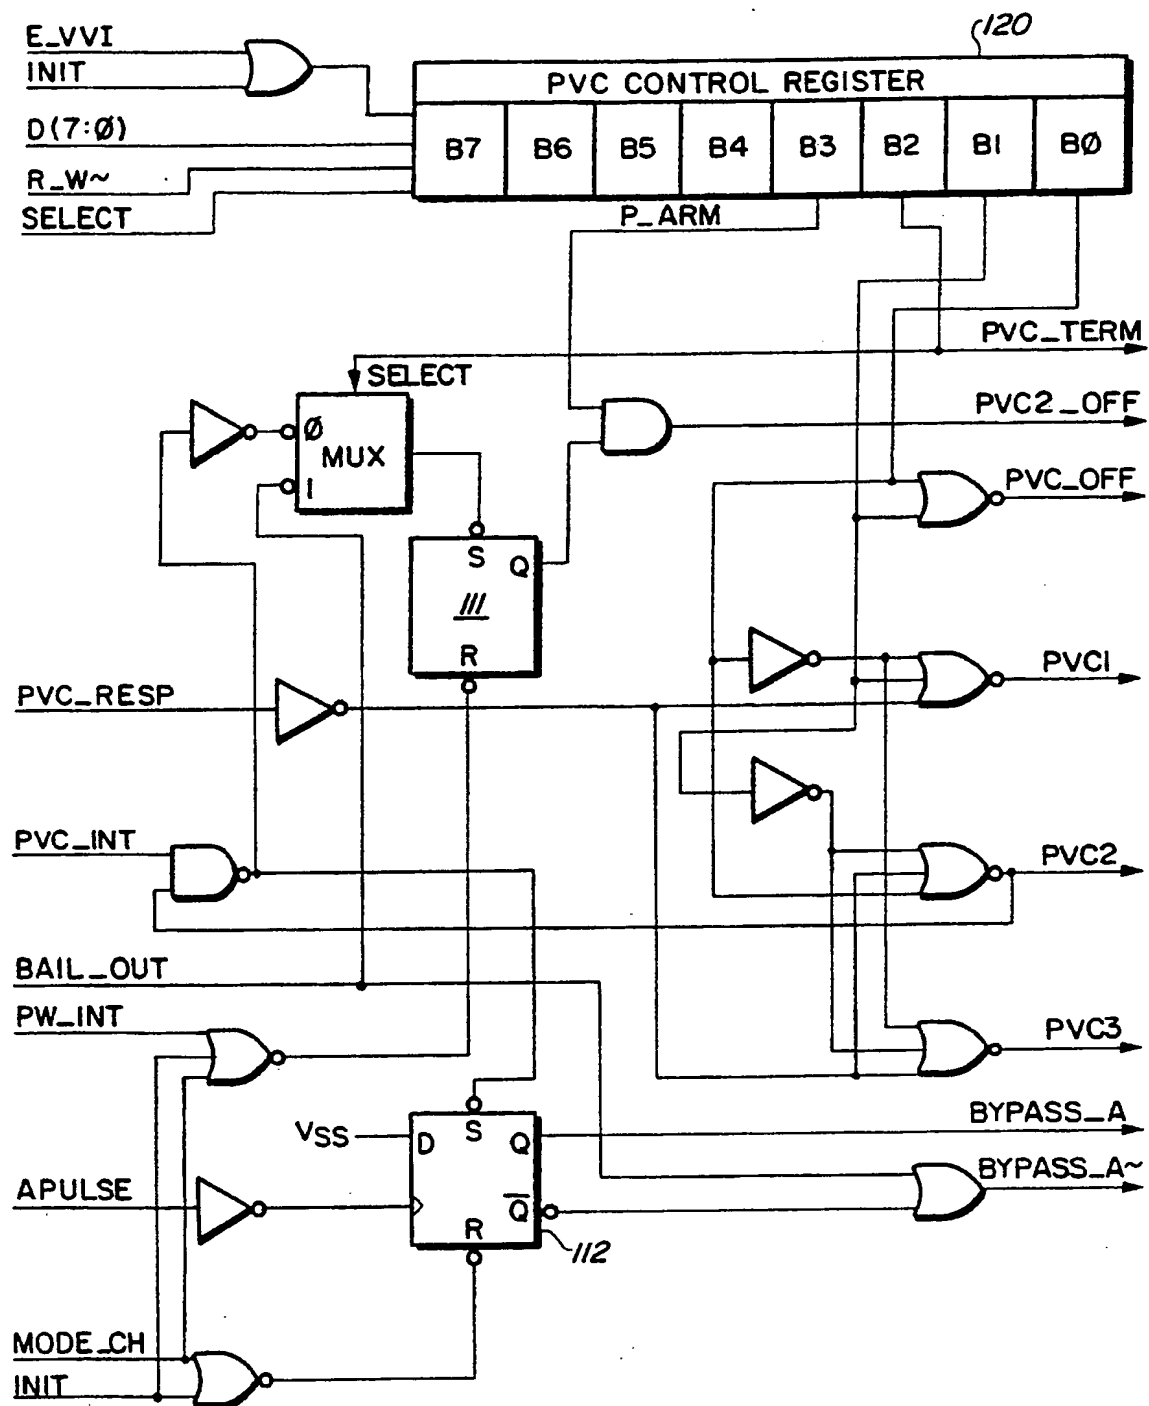 120
E_VVI
INIT
PVC CONTROL REGISTER
D(7:Ø)
B7 B6 B5 B4 B3 B2 B1 BØ
R_W~
SELECT
P_ARM
PVC_TERM
SELECT
PVC2_OFF
Ø
MUX
1
PVC_OFF
S Q
111
R
PVC1
PVC_RESP
PVC_INT
PVC2
BAIL_OUT
PW_INT
PVC3
BYPASS_A
VSS D S Q
BYPASS_A~
APULSE
Q
R
112
MODE_CH
INIT